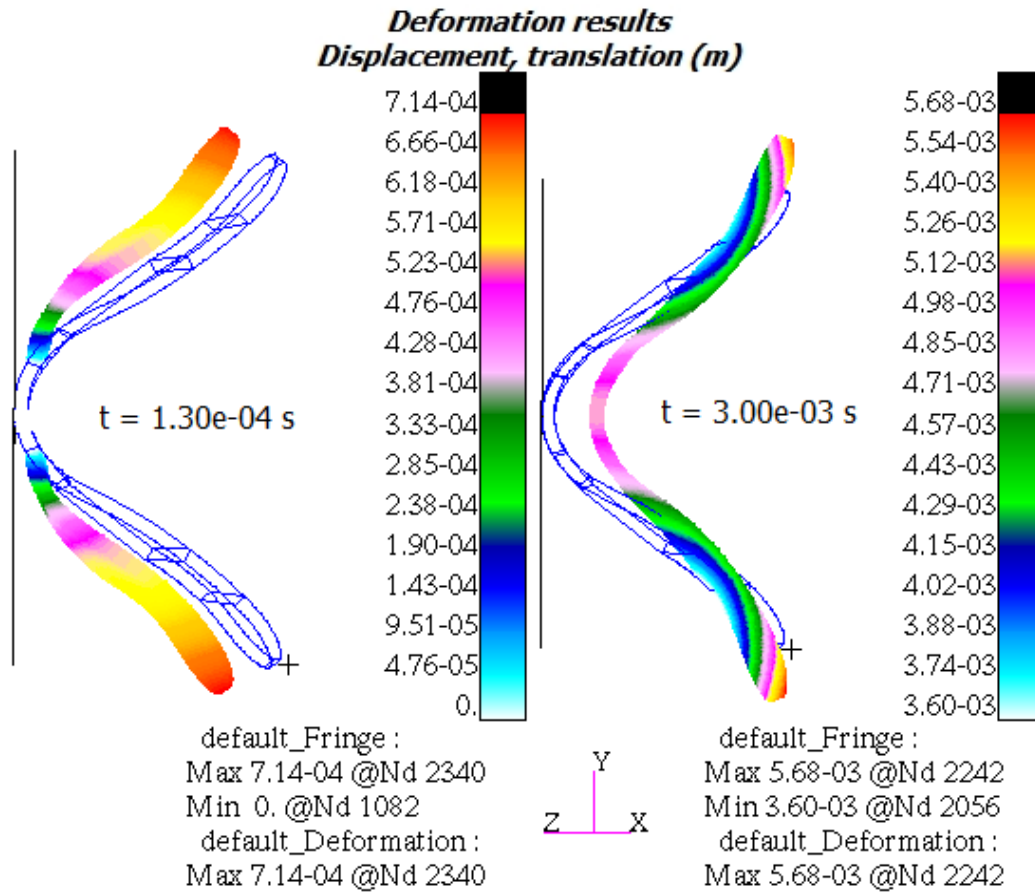 Deformation results
Displacement, translation (m)
7.14-04
6.66-04
6.18-04
5.71-04
5.23-04
4.76-04
4.28-04
3.81-04
3.33-04
2.85-04
2.38-04
1.90-04
1.43-04
9.51-05
4.76-05
0.
t = 1.30e-04 s
default_Fringe :
Max 7.14-04 @Nd 2340
Min 0. @Nd 1082
default_Deformation :
Max 7.14-04 @Nd 2340
Y
Z X
5.68-03
5.54-03
5.40-03
5.26-03
5.12-03
4.98-03
4.85-03
4.71-03
4.57-03
4.43-03
4.29-03
4.15-03
4.02-03
3.88-03
3.74-03
3.60-03
t = 3.00e-03 s
default_Fringe :
Max 5.68-03 @Nd 2242
Min 3.60-03 @Nd 2056
default_Deformation :
Max 5.68-03 @Nd 2242